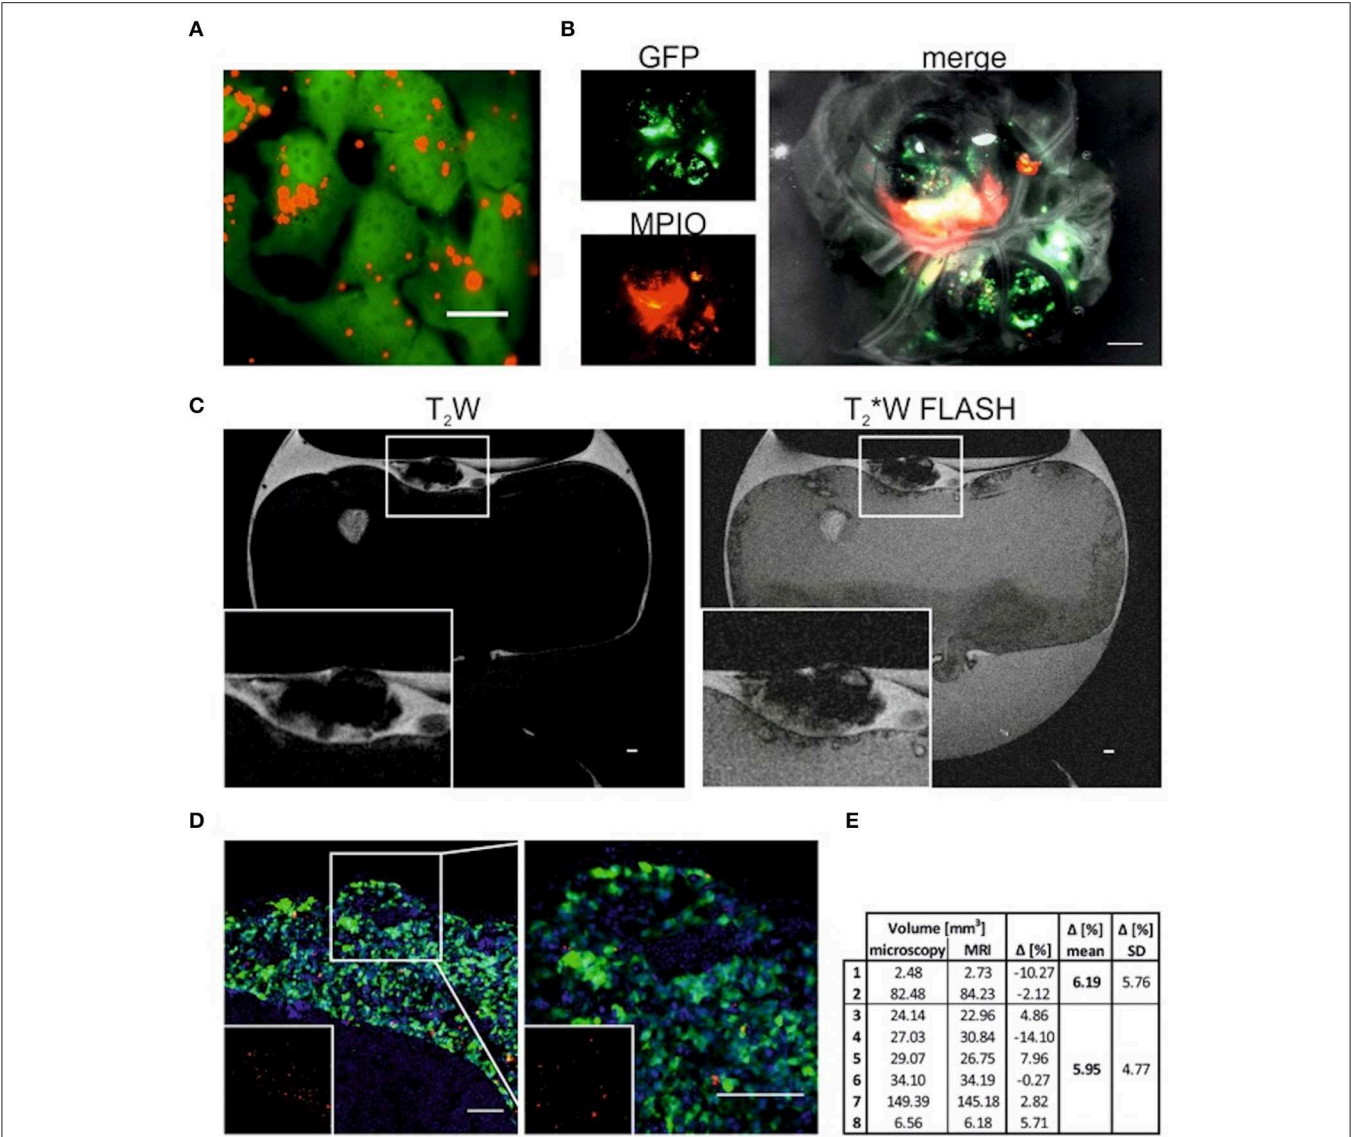 A
B
GFP
merge
MPIO
C
T₂W
T₂*W FLASH
D
E
Volume [mm³] Δ [%] Δ [%]
microscopy MRI Δ [%] mean SD
1 2.48 2.73 -10.27 6.19 5.76
2 82.48 84.23 -2.12
3 24.14 22.96 4.86 5.95 4.77
4 27.03 30.84 -14.10
5 29.07 26.75 7.96
6 34.10 34.19 -0.27
7 149.39 145.18 2.82
8 6.56 6.18 5.71